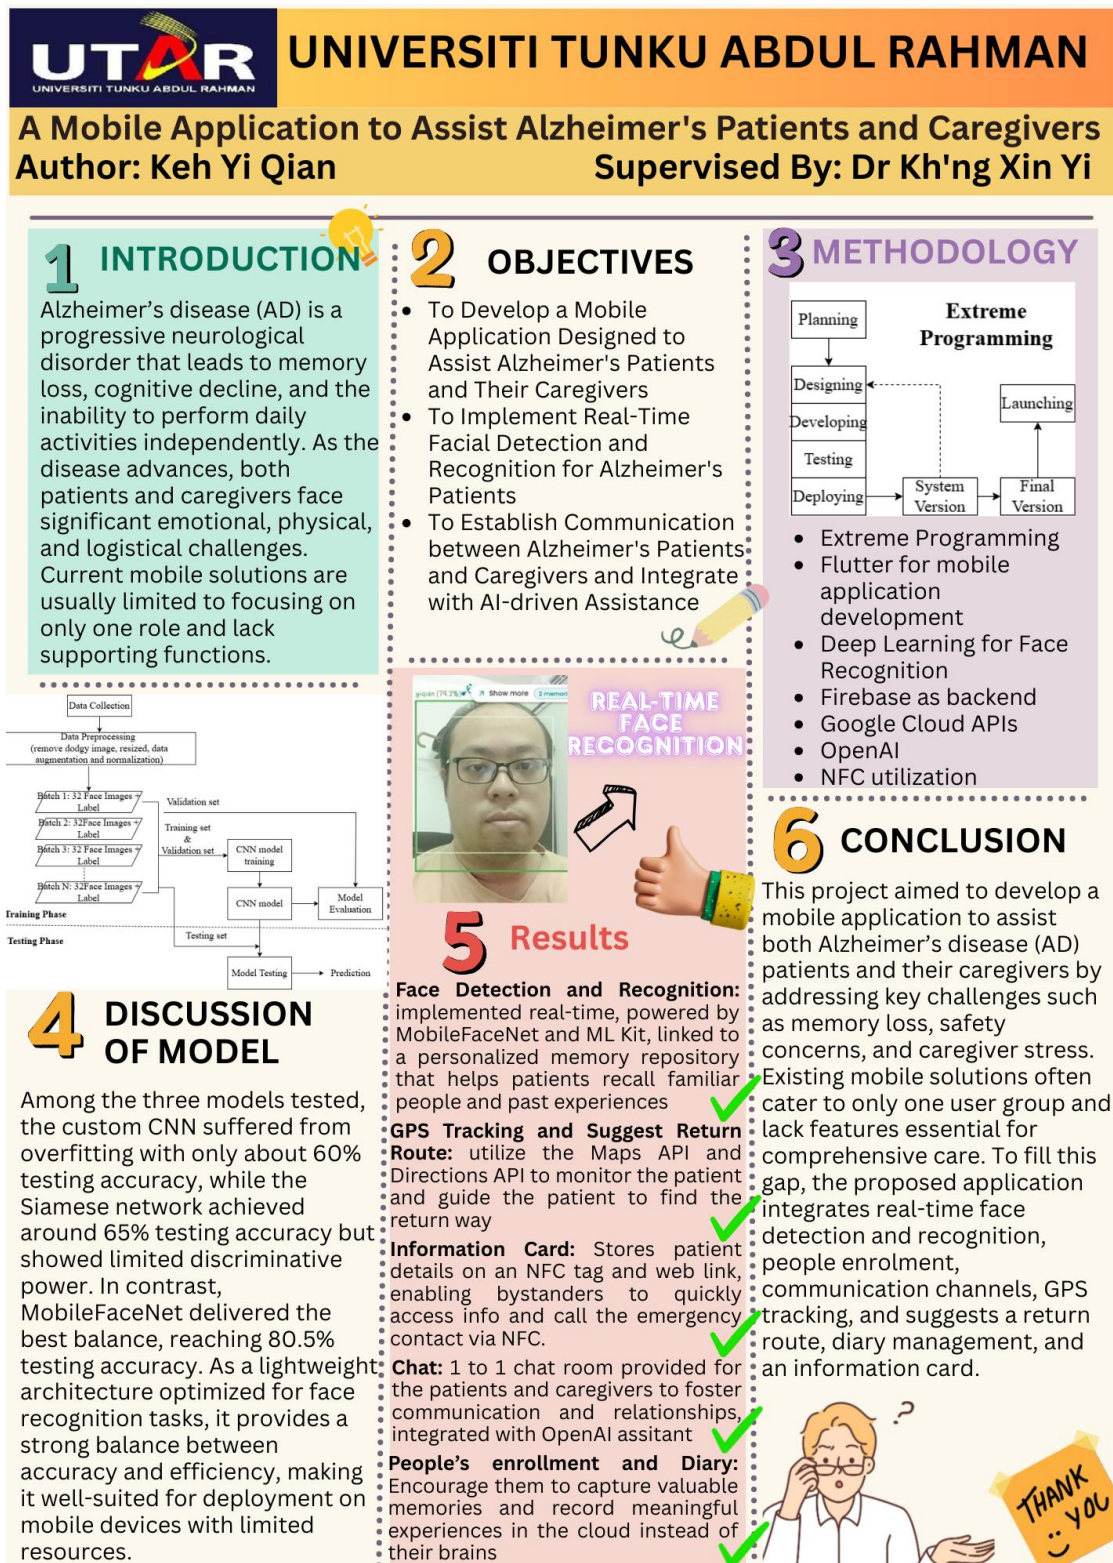 UTAR
UNIVERSITI TUNKU ABDUL RAHMAN
UNIVERSITI TUNKU ABDUL RAHMAN
A Mobile Application to Assist Alzheimer's Patients and Caregivers
Author: Keh Yi Qian
Supervised By: Dr Kh'ng Xin Yi
1 INTRODUCTION
Alzheimer’s disease (AD) is a
progressive neurological
disorder that leads to memory
loss, cognitive decline, and the
inability to perform daily
activities independently. As the
disease advances, both
patients and caregivers face
significant emotional, physical,
and logistical challenges.
Current mobile solutions are
usually limited to focusing on
only one role and lack
supporting functions.
2 OBJECTIVES
• To Develop a Mobile
Application Designed to
Assist Alzheimer's Patients
and Their Caregivers
• To Implement Real-Time
Facial Detection and
Recognition for Alzheimer's
Patients
• To Establish Communication
between Alzheimer's Patients
and Caregivers and Integrate
with AI-driven Assistance
3 METHODOLOGY
Extreme
Programming
Planning
Designing
Developing
Testing
Deploying
System
Version
Final
Version
Launching
• Extreme Programming
• Flutter for mobile
application
development
• Deep Learning for Face
Recognition
• Firebase as backend
• Google Cloud APIs
• OpenAI
• NFC utilization
Data Collection
Data Preprocessing
(remove dodgy image, resized, data
augmentation and normalization)
Batch 1: 32 Face Images +
Label
Batch 2: 32Face Images +
Label
Batch 3: 32 Face Images +
Label
Batch N: 32Face Images +
Label
Validation set
Training set
&
Validation set
CNN model
training
CNN model
Model
Evaluation
Training Phase
Testing Phase
Testing set
Model Testing
Prediction
4 DISCUSSION
OF MODEL
Among the three models tested,
the custom CNN suffered from
overfitting with only about 60%
testing accuracy, while the
Siamese network achieved
around 65% testing accuracy but
showed limited discriminative
power. In contrast,
MobileFaceNet delivered the
best balance, reaching 80.5%
testing accuracy. As a lightweight
architecture optimized for face
recognition tasks, it provides a
strong balance between
accuracy and efficiency, making
it well-suited for deployment on
mobile devices with limited
resources.
yiqian (79.2%)
Show more
REAL-TIME
FACE
RECOGNITION
5 Results
Face Detection and Recognition:
implemented real-time, powered by
MobileFaceNet and ML Kit, linked to
a personalized memory repository
that helps patients recall familiar
people and past experiences
GPS Tracking and Suggest Return
Route: utilize the Maps API and
Directions API to monitor the patient
and guide the patient to find the
return way
Information Card: Stores patient
details on an NFC tag and web link,
enabling bystanders to quickly
access info and call the emergency
contact via NFC.
Chat: 1 to 1 chat room provided for
the patients and caregivers to foster
communication and relationships,
integrated with OpenAI assitant
People’s enrollment and Diary:
Encourage them to capture valuable
memories and record meaningful
experiences in the cloud instead of
their brains
6 CONCLUSION
This project aimed to develop a
mobile application to assist
both Alzheimer’s disease (AD)
patients and their caregivers by
addressing key challenges such
as memory loss, safety
concerns, and caregiver stress.
Existing mobile solutions often
cater to only one user group and
lack features essential for
comprehensive care. To fill this
gap, the proposed application
integrates real-time face
detection and recognition,
people enrolment,
communication channels, GPS
tracking, and suggests a return
route, diary management, and
an information card.
?
THANK
YOU